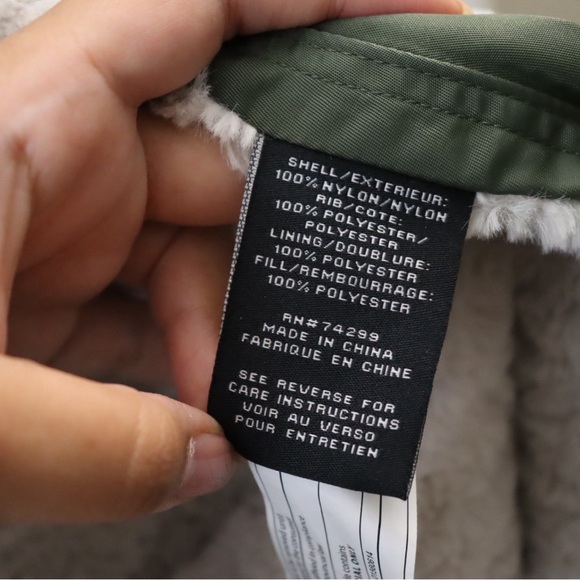 SHELL/EXTERIEUR:
100% NYLON/NYLON
RIB/COTE:
100% POLYESTER/
POLYESTER
LINING/DOUBLURE:
100% POLYESTER
FILL/REMBOURRAGE:
100% POLYESTER
RN#74299
MADE IN CHINA
FABRIQUE EN CHINE
SEE REVERSE FOR
CARE INSTRUCTIONS
VOIR AU VERSO
POUR ENTRETIEN